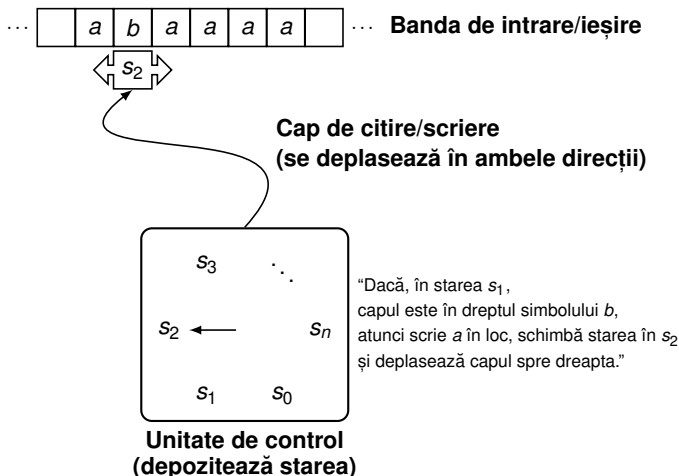 ··· a b a a a a ··· Banda de intrare/ieșire
s2
Cap de citire/scriere
(se deplasează în ambele direcții)
s3 ⋱
s2 sn
s1 s0
“Dacă, în starea s1,
capul este în dreptul simbolului b,
atunci scrie a în loc, schimbă starea în s2
și deplasează capul spre dreapta.”
Unitate de control
(depozitează starea)